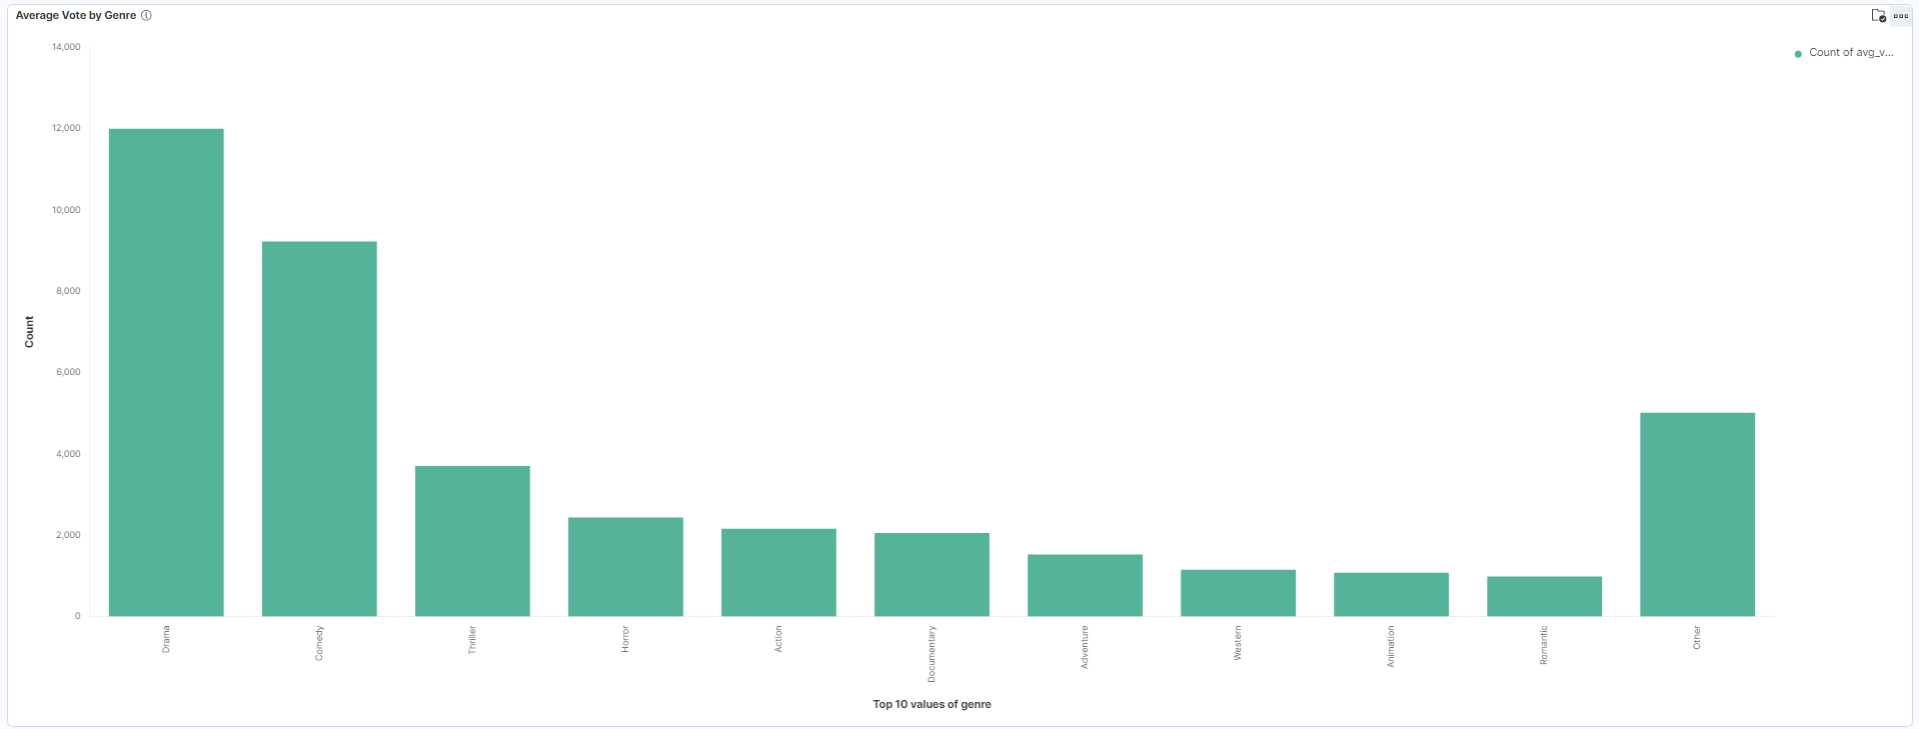 Average Vote by Genre
14,000
12,000
10,000
8,000
6,000
4,000
2,000
0
Count
Drama
Comedy
Thriller
Horror
Action
Documentary
Adventure
Western
Animation
Romantic
Other
Top 10 values of genre
Count of avg_v...